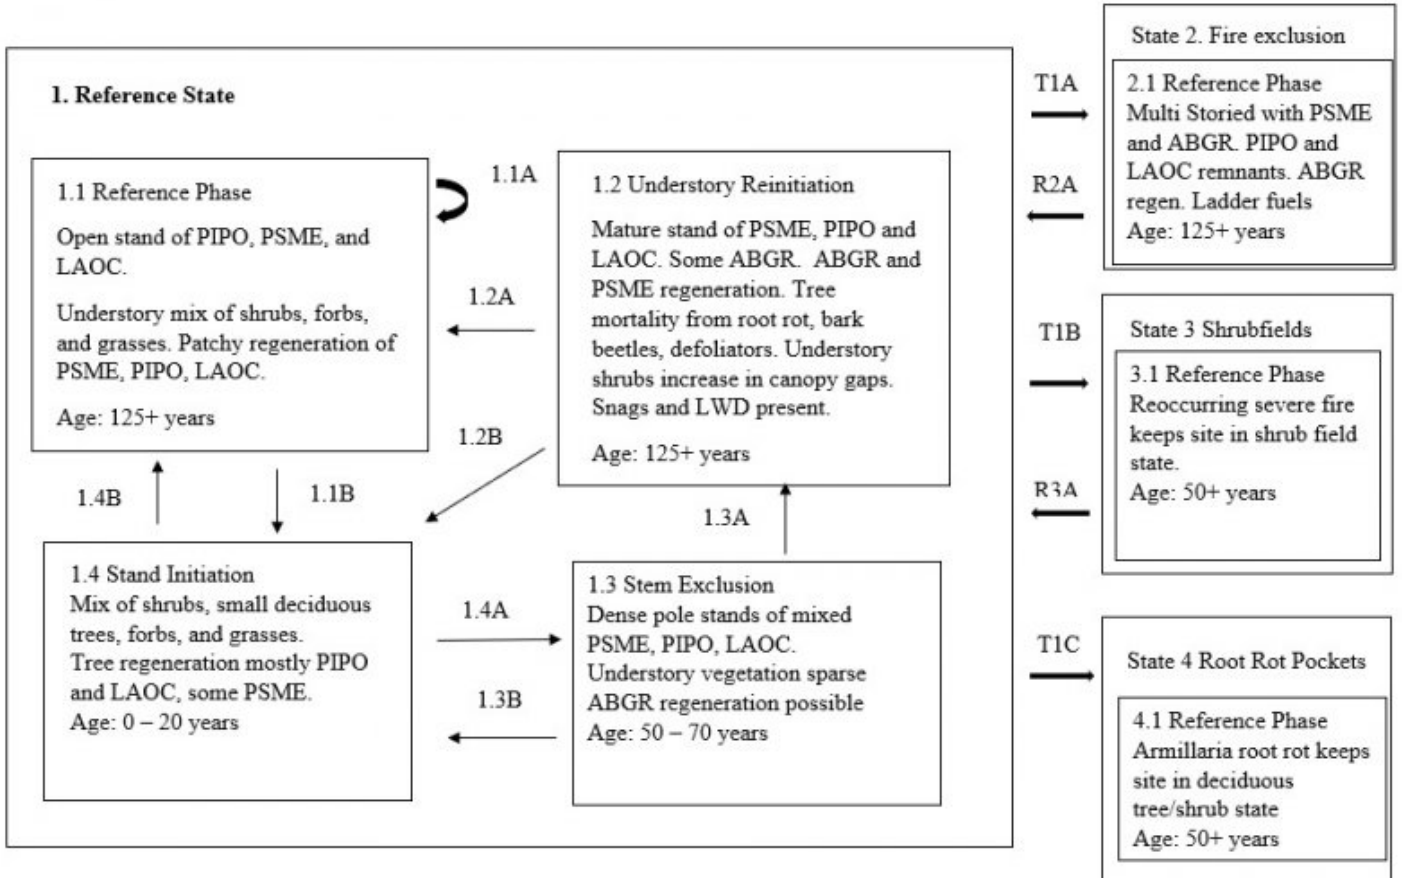 1. Reference State
1.1 Reference Phase
Open stand of PIPO, PSME, and
LAOC.
Understory mix of shrubs, forbs,
and grasses. Patchy regeneration of
PSME, PIPO, LAOC.
Age: 125+ years
1.1A
1.2 Understory Reinitiation
Mature stand of PSME, PIPO and
LAOC. Some ABGR. ABGR and
PSME regeneration. Tree
mortality from root rot, bark
beetles, defoliators. Understory
shrubs increase in canopy gaps.
Snags and LWD present.
Age: 125+ years
1.2A
1.2B
1.4B
1.1B
1.3A
1.4 Stand Initiation
Mix of shrubs, small deciduous
trees, forbs, and grasses.
Tree regeneration mostly PIPO
and LAOC, some PSME.
Age: 0 – 20 years
1.4A
1.3B
1.3 Stem Exclusion
Dense pole stands of mixed
PSME, PIPO, LAOC.
Understory vegetation sparse
ABGR regeneration possible
Age: 50 – 70 years
T1A
R2A
State 2. Fire exclusion
2.1 Reference Phase
Multi Storied with PSME
and ABGR. PIPO and
LAOC remnants. ABGR
regen. Ladder fuels
Age: 125+ years
T1B
R3A
State 3 Shrubfields
3.1 Reference Phase
Reoccurring severe fire
keeps site in shrub field
state.
Age: 50+ years
T1C
State 4 Root Rot Pockets
4.1 Reference Phase
Armillaria root rot keeps
site in deciduous
tree/shrub state
Age: 50+ years